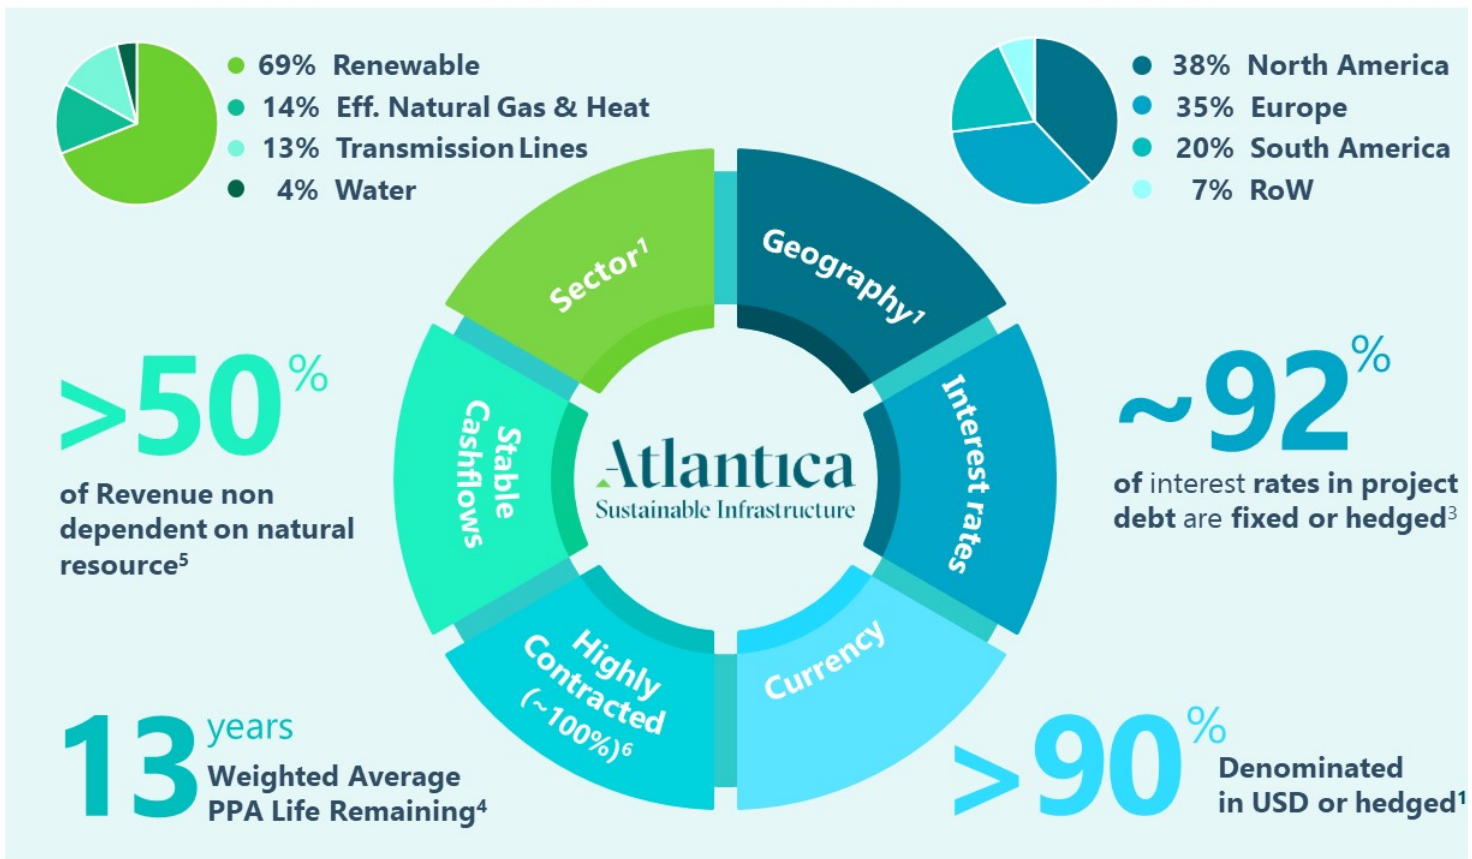 69% Renewable
14% Eff. Natural Gas & Heat
13% Transmission Lines
4% Water
38% North America
35% Europe
20% South America
7% RoW
Sector¹
Geography¹
>50%
of Revenue non
dependent on natural
resource⁵
Stable
Cashflows
Atlantica
Sustainable Infrastructure
Interest rates
~92%
of interest rates in project
debt are fixed or hedged³
13 years
Weighted Average
PPA Life Remaining⁴
Highly
Contracted
(~100%)⁶
Currency
>90%
Denominated
in USD or hedged¹